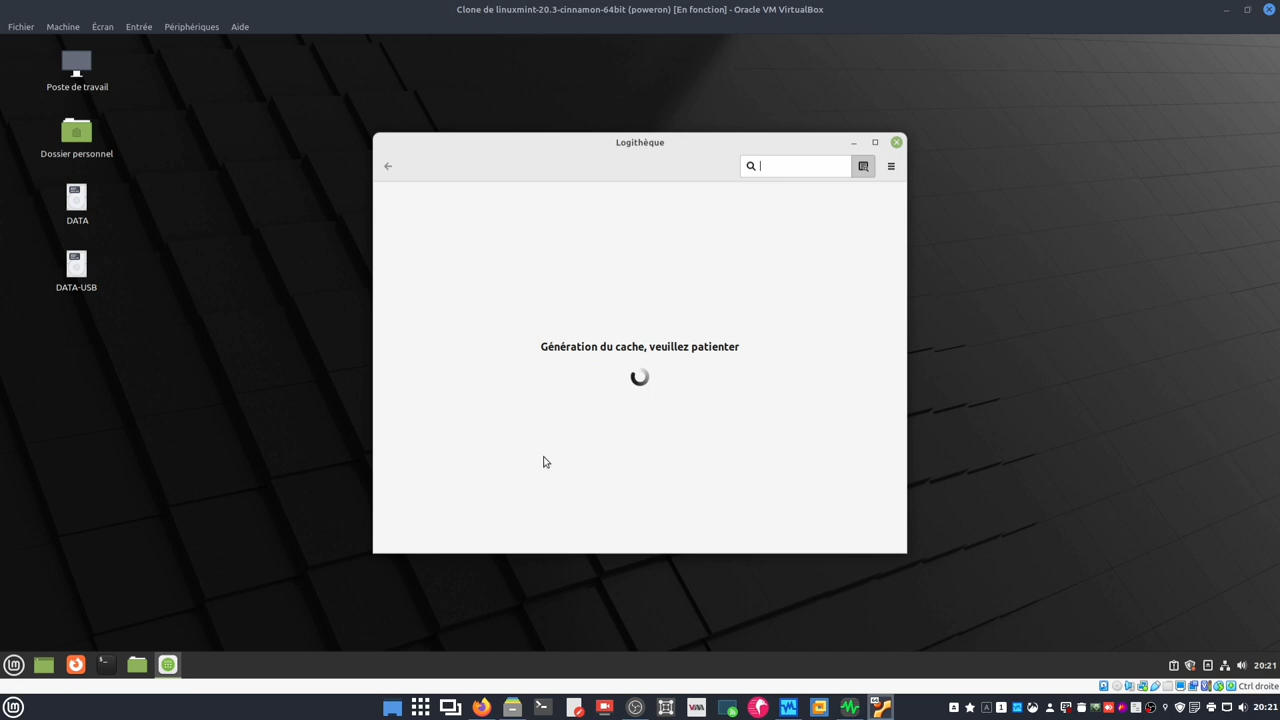 Clone de linuxmint-20.3-cinnamon-64bit (poweron) [En fonction] - Oracle VM VirtualBox
Fichier Machine Écran Entrée Périphériques Aide
Poste de travail
Dossier personnel
DATA
DATA-USB
Logithèque
Génération du cache, veuillez patienter
20:21
Ctrl droite
20:21